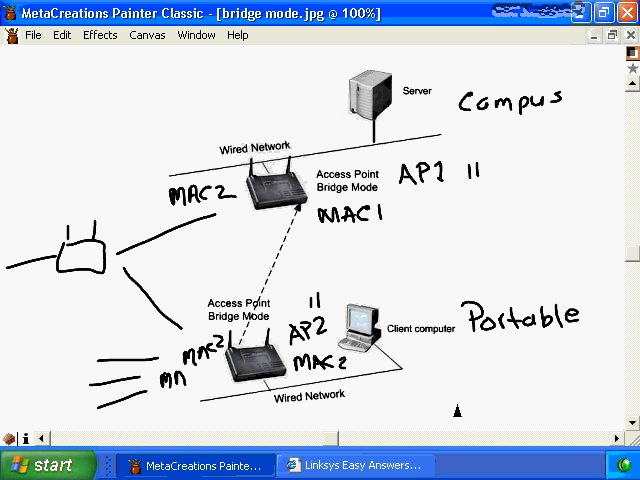 MetaCreations Painter Classic - [bridge mode.jpg @ 100%]
File Edit Effects Canvas Window Help
Server
Campus
Wired Network
Access Point
Bridge Mode
AP1 11
MAC2
MAC1
Access Point
Bridge Mode
11
AP2
Client computer
Portable
MAC2
MAC2
MA
Wired Network
start
MetaCreations Painte...
Linksys Easy Answers...